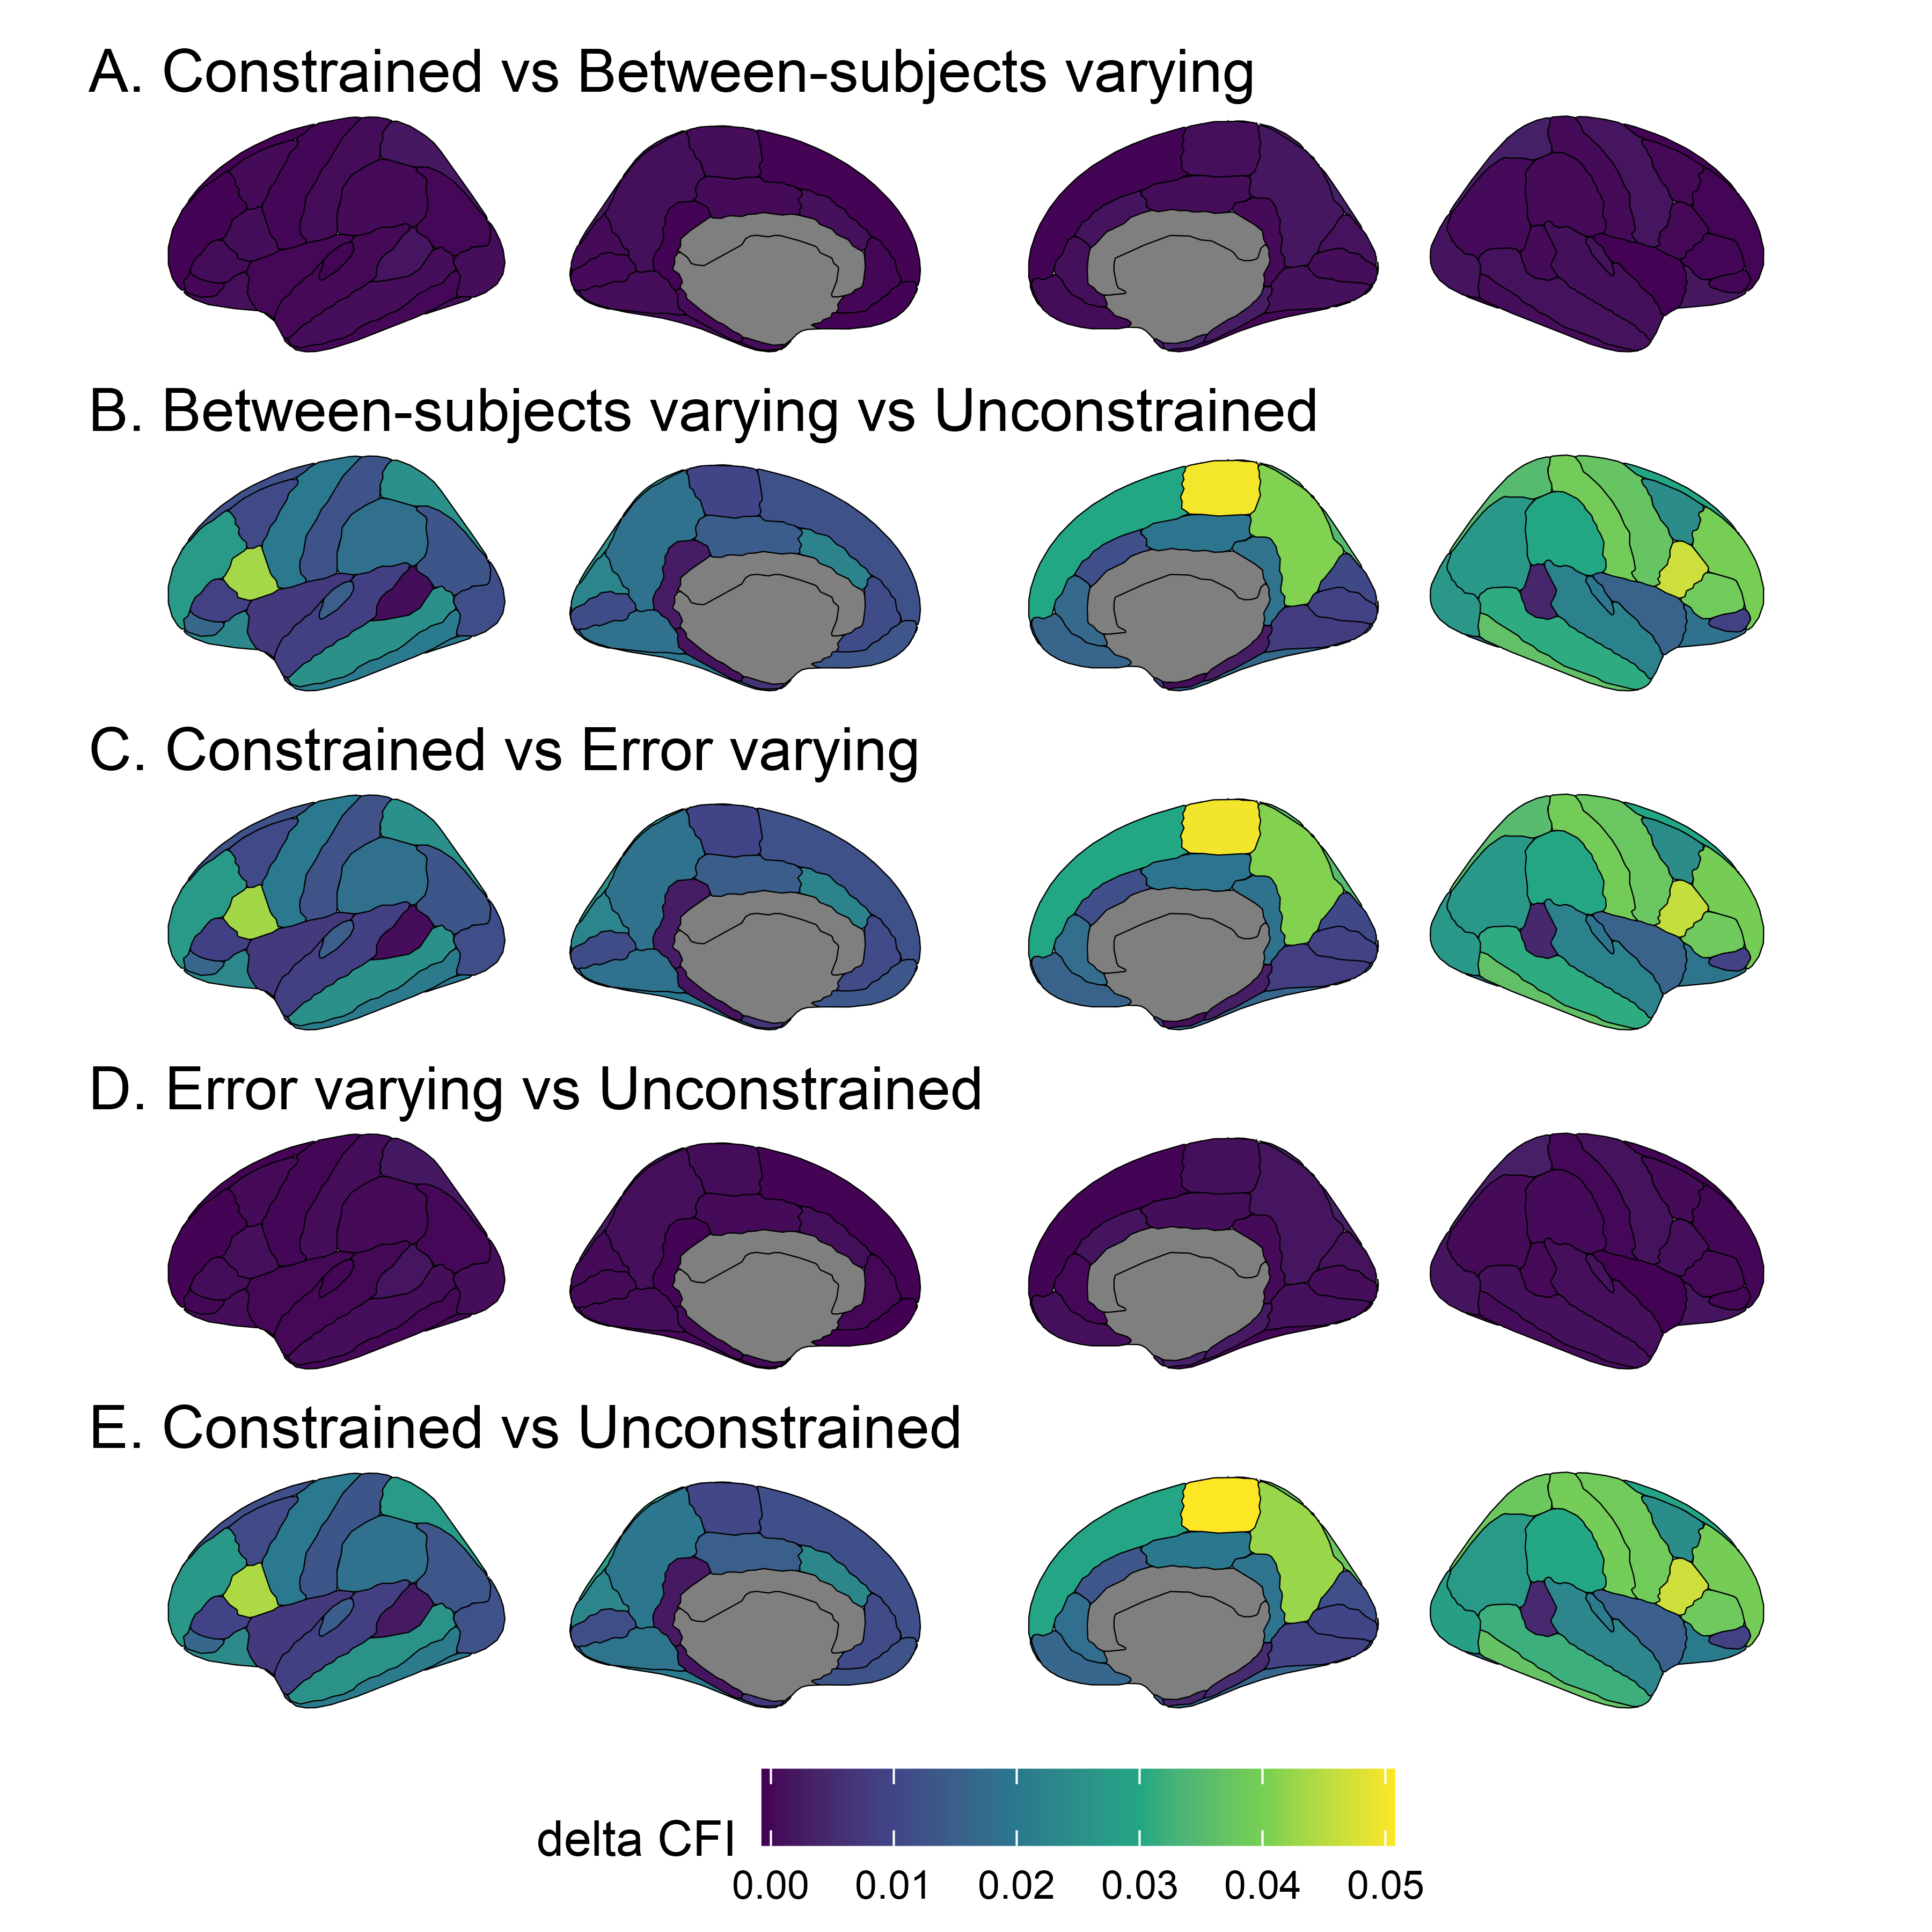 A. Constrained vs Between-subjects varying
B. Between-subjects varying vs Unconstrained
C. Constrained vs Error varying
D. Error varying vs Unconstrained
E. Constrained vs Unconstrained
delta CFI
0.00 0.01 0.02 0.03 0.04 0.05